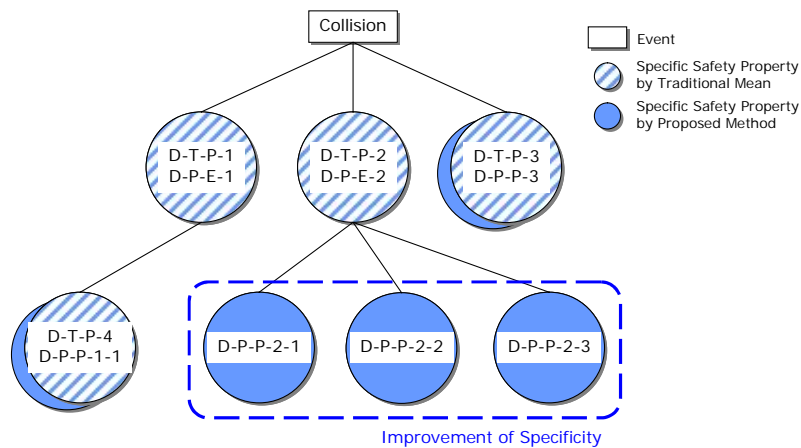 Collision
Event
Specific Safety Property
by Traditional Mean
Specific Safety Property
by Proposed Method
D-T-P-1
D-P-E-1
D-T-P-2
D-P-E-2
D-T-P-3
D-P-P-3
D-T-P-4
D-P-P-1-1
D-P-P-2-1
D-P-P-2-2
D-P-P-2-3
Improvement of Specificity